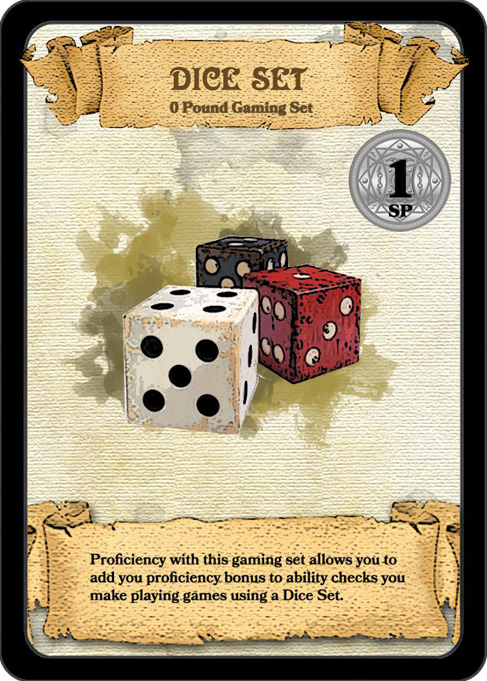 DICE SET
0 Pound Gaming Set
1
SP
Proficiency with this gaming set allows you to
add you proficiency bonus to ability checks you
make playing games using a Dice Set.